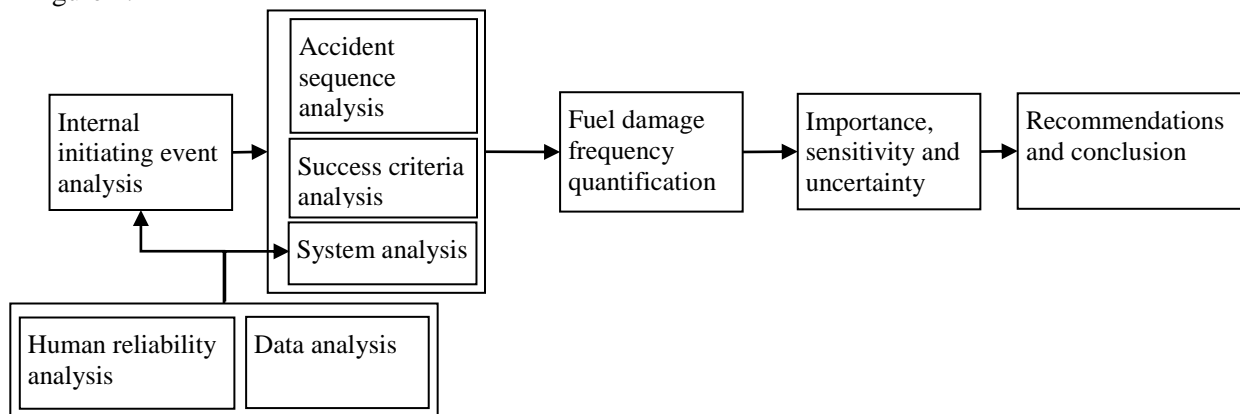 Accident
sequence
analysis
Internal
initiating event
analysis
Success criteria
analysis
System analysis
Fuel damage
frequency
quantification
Importance,
sensitivity and
uncertainty
Recommendations
and conclusion
Human reliability
analysis
Data analysis